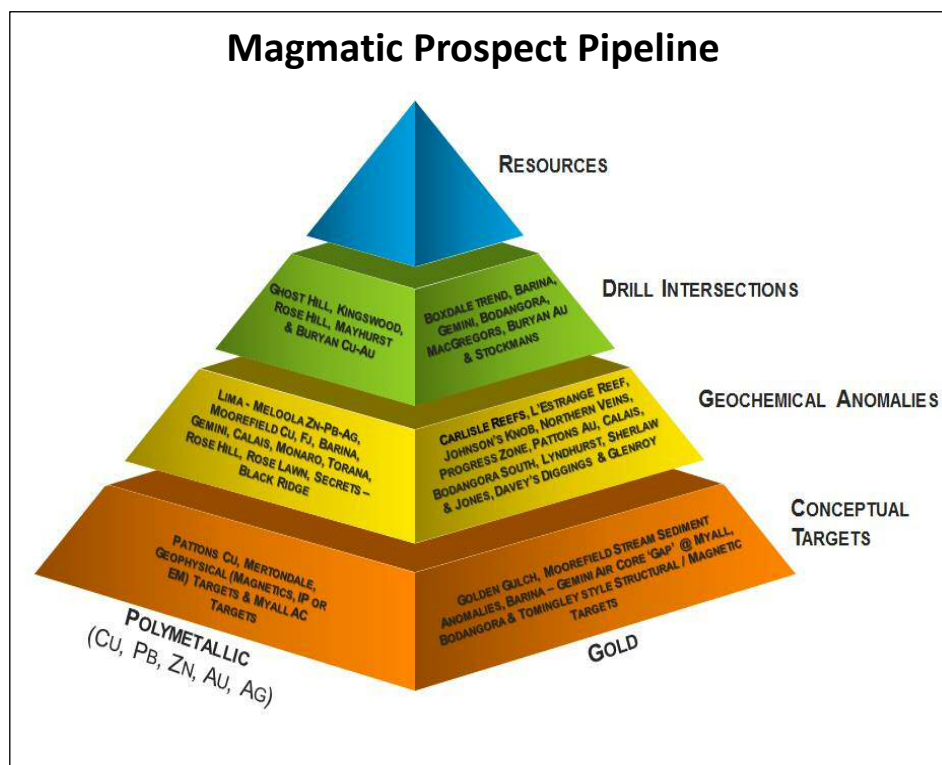 Magmatic Prospect Pipeline
RESOURCES
DRILL INTERSECTIONS
GHOST HILL, KINGSWOOD,
ROSE HILL, MAYHURST
& BURYAN CU-AU
BOXDALE TREND, BARINA,
GEMINI, BODANGORA,
MACGREGORS, BURYAN AU
& STOCKMANS
GEOCHEMICAL ANOMALIES
LIMA - MELOOLA ZN-PB-AG,
MOOREFIELD CU, FJ, BARINA,
GEMINI, CALAIS, MONARO, TORANA,
ROSE HILL, ROSE LAWN, SECRETS –
BLACK RIDGE
CARLISLE REEFS, L'ESTRANGE REEF,
JOHNSON'S KNOB, NORTHERN VEINS,
PROGRESS ZONE, PATTONS AU, CALAIS,
BODANGORA SOUTH, LYNDHURST, SHERLAW
& JONES, DAVEY'S DIGGINGS & GLENROY
CONCEPTUAL
TARGETS
PATTONS CU, MERTONDALE,
GEOPHYSICAL (MAGNETICS, IP OR
EM) TARGETS & MYALL AC
TARGETS
GOLDEN GULCH, MOOREFIELD STREAM SEDIMENT
ANOMALIES, BARINA – GEMINI AIR CORE 'GAP' @ MYALL,
BODANGORA & TOMINGLEY STYLE STRUCTURAL / MAGNETIC
TARGETS
POLYMETALLIC
(CU, PB, ZN, AU, AG)
GOLD